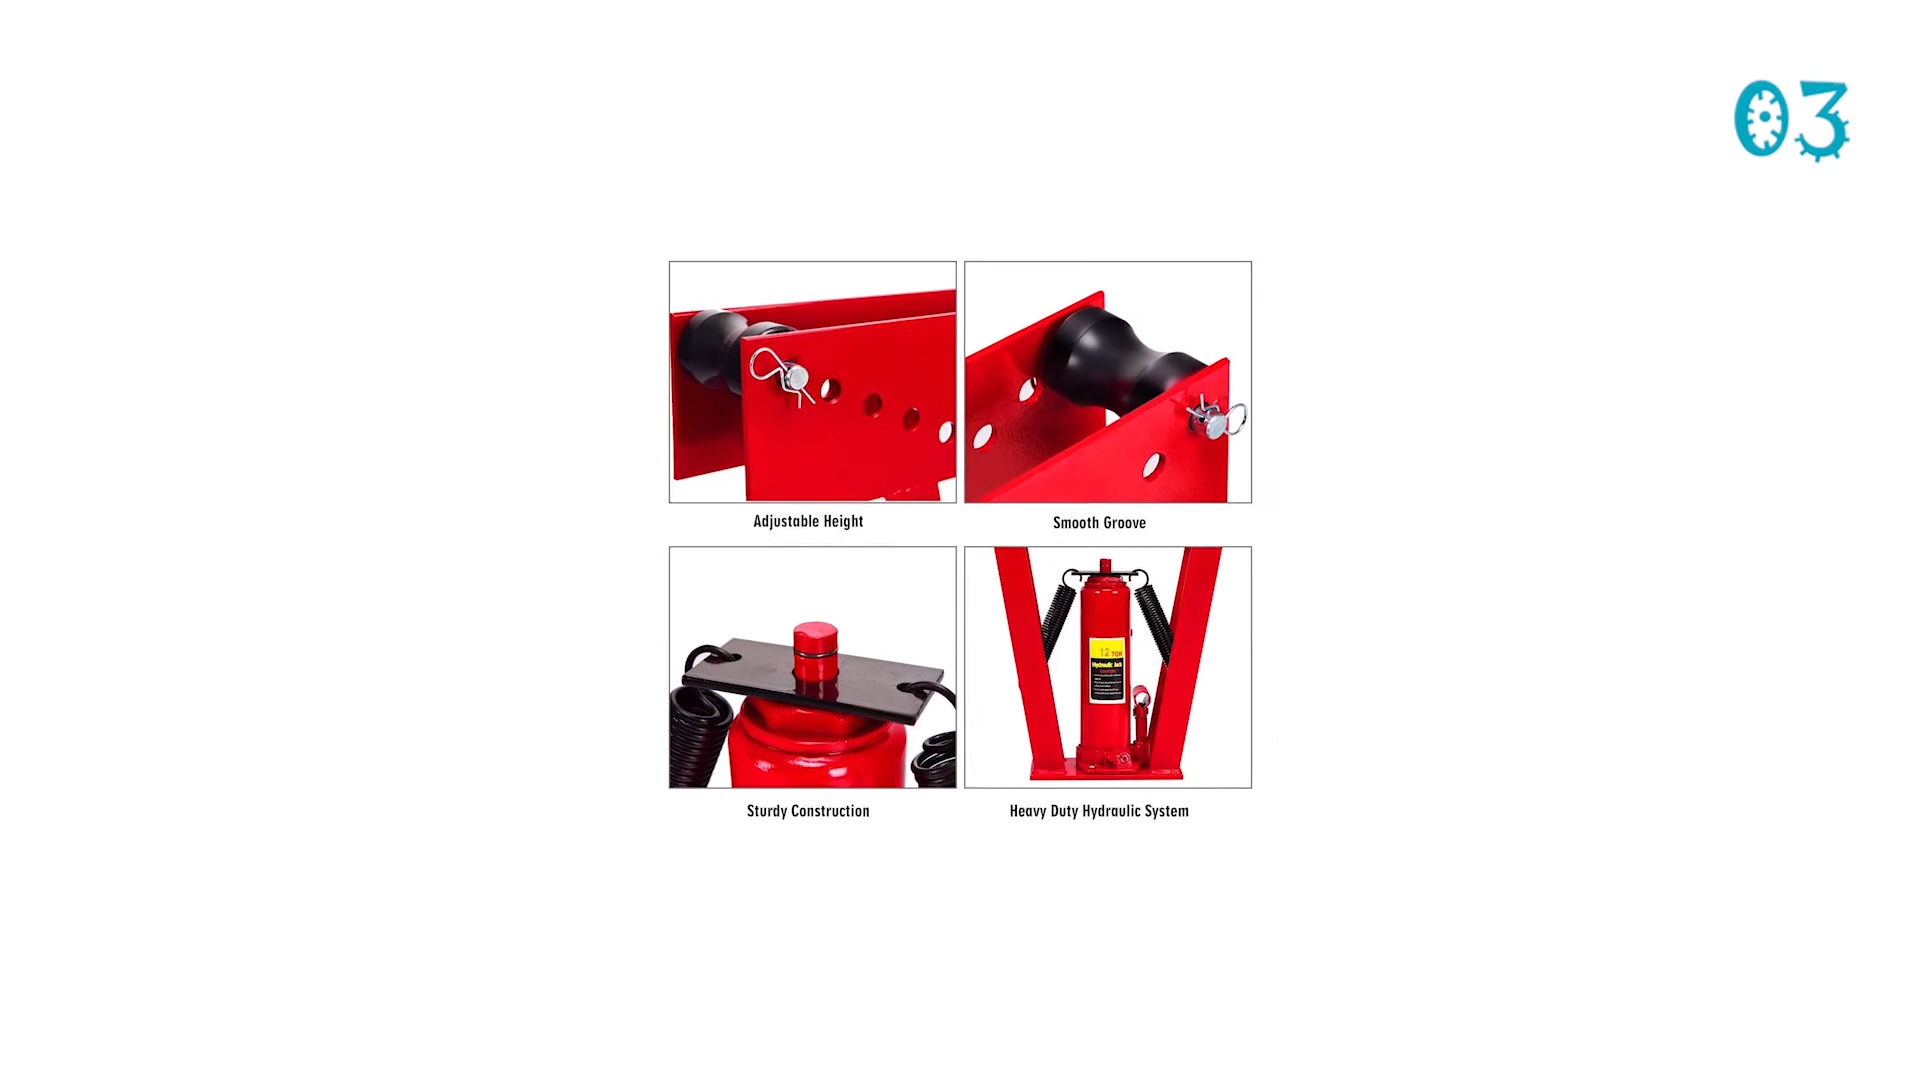 03
Adjustable Height
Smooth Groove
12 TON
Hydraulic Jack
Sturdy Construction
Heavy Duty Hydraulic System